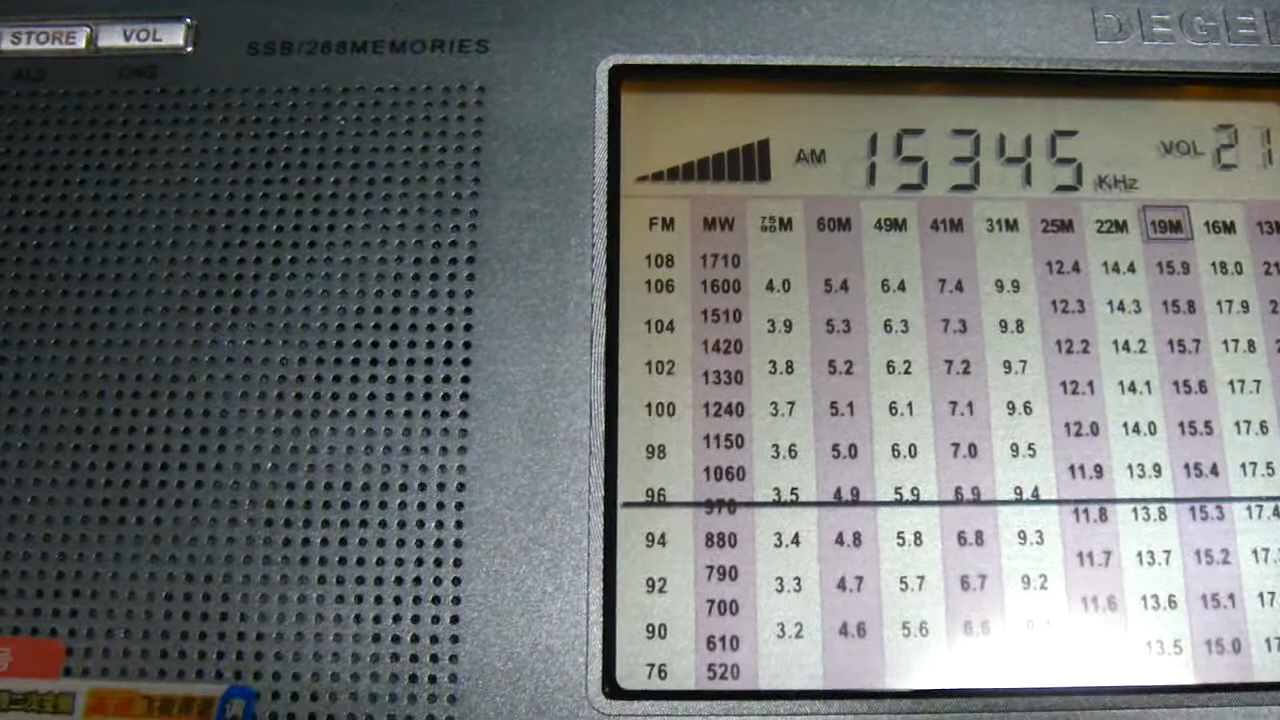 STORE VOL
SSB/268MEMORIES
DEGE
AM 15345 KHz VOL 21
FM MW 75 60M 60M 49M 41M 31M 25M 22M 19M 16M 13M
108 1710 12.4 14.4 15.9 18.0 21
106 1600 4.0 5.4 6.4 7.4 9.9
1510 12.3 14.3 15.8 17.9 2
104 3.9 5.3 6.3 7.3 9.8
1420 12.2 14.2 15.7 17.8 2
102 3.8 5.2 6.2 7.2 9.7
1330 12.1 14.1 15.6 17.7
100 1240 3.7 5.1 6.1 7.1 9.6
1150 12.0 14.0 15.5 17.6
98 3.6 5.0 6.0 7.0 9.5
1060 11.9 13.9 15.4 17.5
96 970 3.5 4.9 5.9 6.9 9.4
11.8 13.8 15.3 17.4
94 880 3.4 4.8 5.8 6.8 9.3
790 11.7 13.7 15.2 17.
92 3.3 4.7 5.7 6.7 9.2
700 11.6 13.6 15.1 17
90 3.2 4.6 5.6 6.6 9.1
610 13.5 15.0 17
76 520